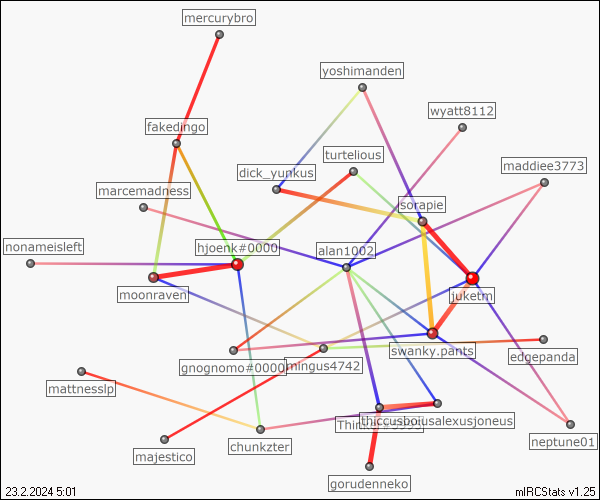 mercurybro
yoshimanden
wyatt8112
fakedingo
turtelious
maddiee3773
dick_yunkus
marcemadness
sorapie
nonameisleft
hjoenk#0000
alan1002
moonraven
juketm
swanky.pants
edgepanda
gnognomo#0000
mingus4742
mattnesslp
thiccusbonusalexusjoneus
neptune01
chunkzter
majestico
gorudenneko
23.2.2024 5:01
mIRCStats v1.25